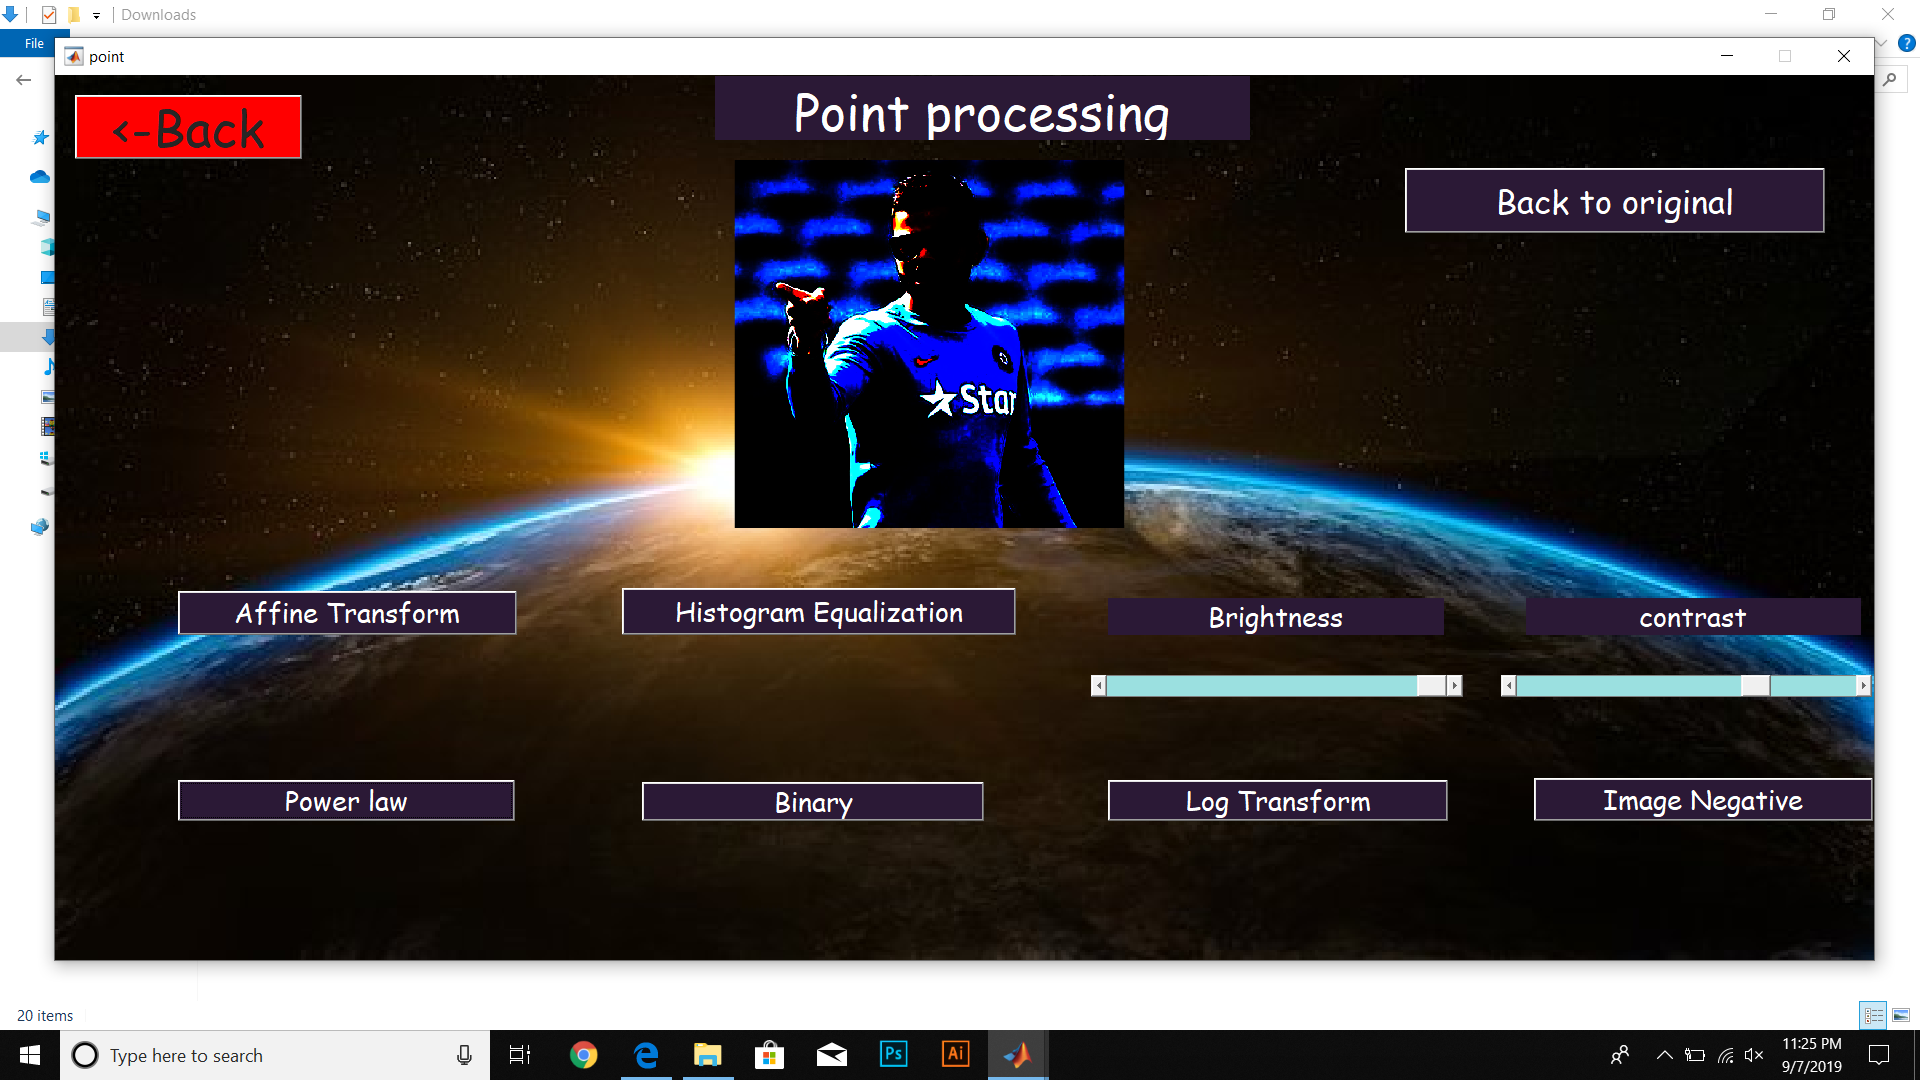 Downloads
File
point
<-Back
Point processing
Back to original
Star
Affine Transform
Histogram Equalization
Brightness
contrast
Power law
Binary
Log Transform
Image Negative
20 items
Type here to search
Ps
Ai
11:25 PM
9/7/2019